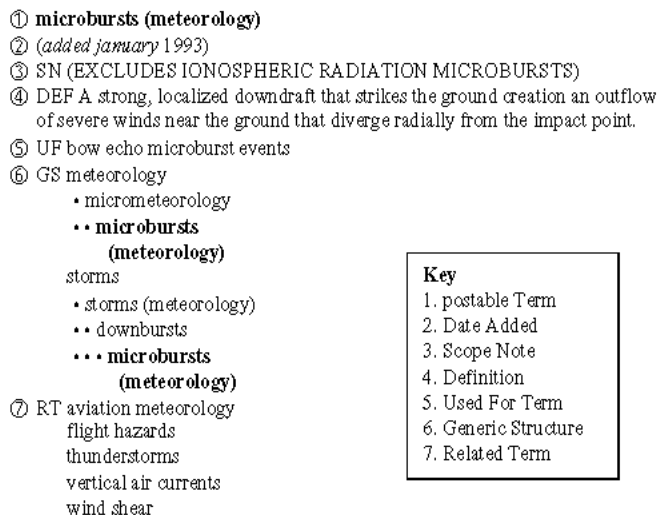 ① microbursts (meteorology)
② (added january 1993)
③ SN (EXCLUDES IONOSPHERIC RADIATION MICROBURSTS)
④ DEF A strong, localized downdraft that strikes the ground creation an outflow
of severe winds near the ground that diverge radially from the impact point.
⑤ UF bow echo microburst events
⑥ GS meteorology
• micrometeorology
• • microbursts
(meteorology)
storms
• storms (meteorology)
• • downbursts
• • • microbursts
(meteorology)
⑦ RT aviation meteorology
flight hazards
thunderstorms
vertical air currents
wind shear
Key
1. postable Term
2. Date Added
3. Scope Note
4. Definition
5. Used For Term
6. Generic Structure
7. Related Term